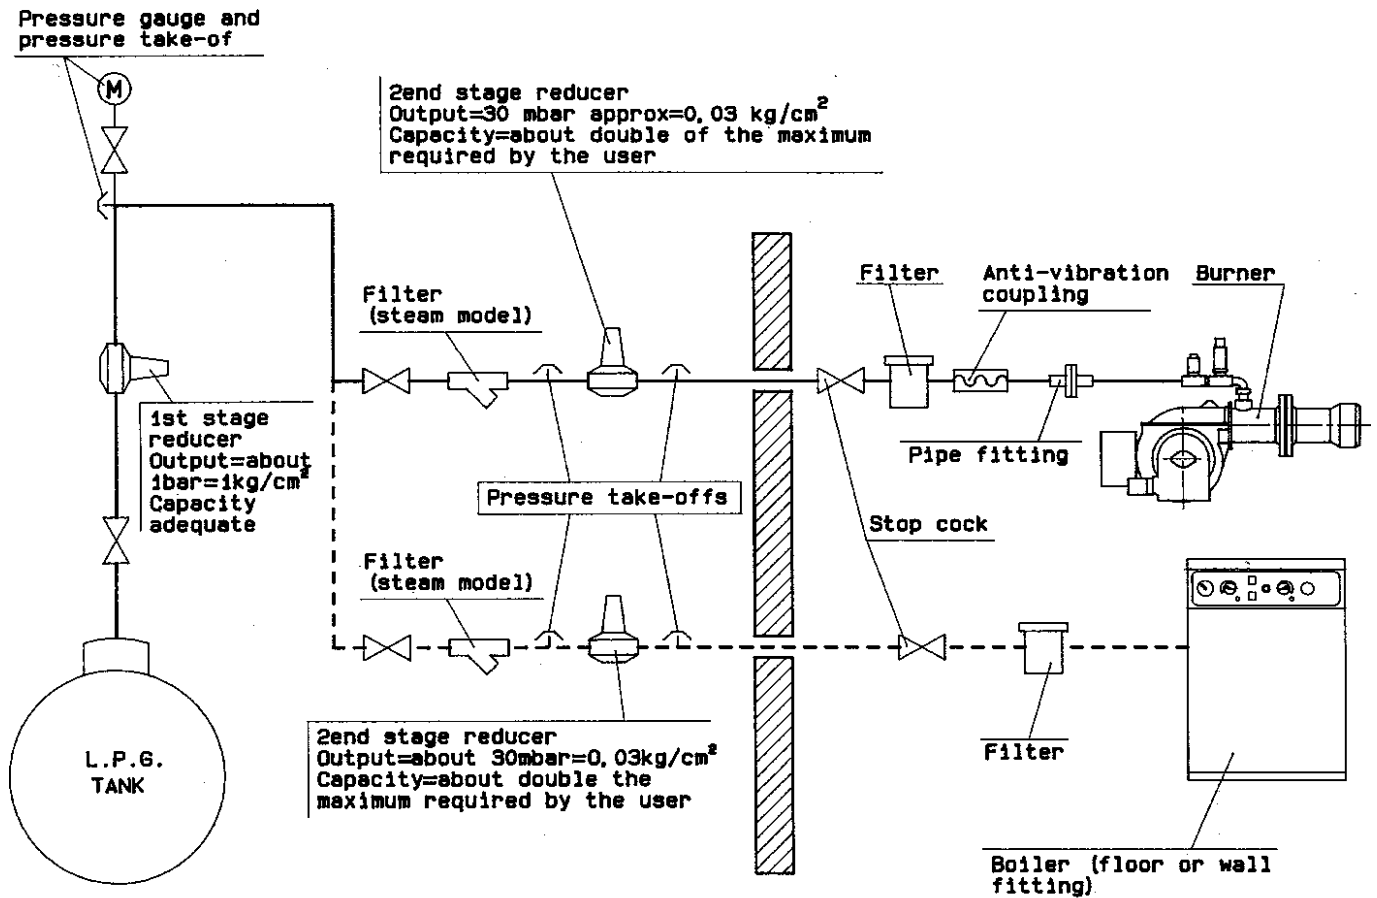 Pressure gauge and
pressure take-of
M
2end stage reducer
Output=30 mbar approx=0,03 kg/cm²
Capacity=about double of the maximum
required by the user
Filter
(steam model)
Filter
Anti-vibration
coupling
Burner
1st stage
reducer
Output=about
1bar=1kg/cm²
Capacity
adequate
Pipe fitting
Pressure take-offs
Stop cock
Filter
(steam model)
L.P.G.
TANK
2end stage reducer
Output=about 30mbar=0,03kg/cm²
Capacity=about double the
maximum required by the user
Filter
Boiler (floor or wall
fitting)